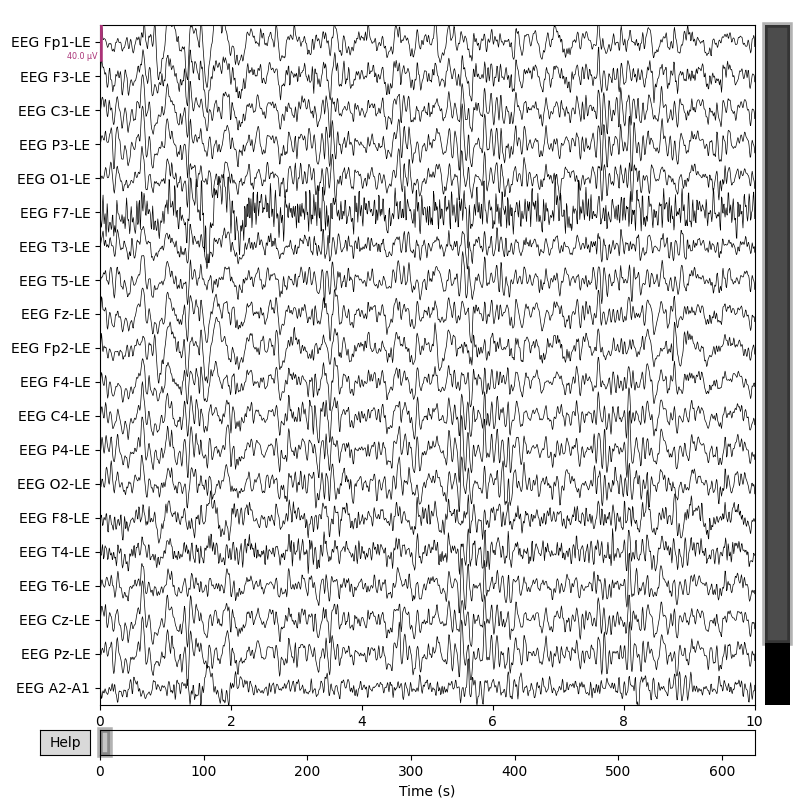 EEG Fp1-LE
40.0 µV
EEG F3-LE
EEG C3-LE
EEG P3-LE
EEG O1-LE
EEG F7-LE
EEG T3-LE
EEG T5-LE
EEG Fz-LE
EEG Fp2-LE
EEG F4-LE
EEG C4-LE
EEG P4-LE
EEG O2-LE
EEG F8-LE
EEG T4-LE
EEG T6-LE
EEG Cz-LE
EEG Pz-LE
EEG A2-A1
0 2 4 6 8 10
Help
0 100 200 300 400 500 600
Time (s)